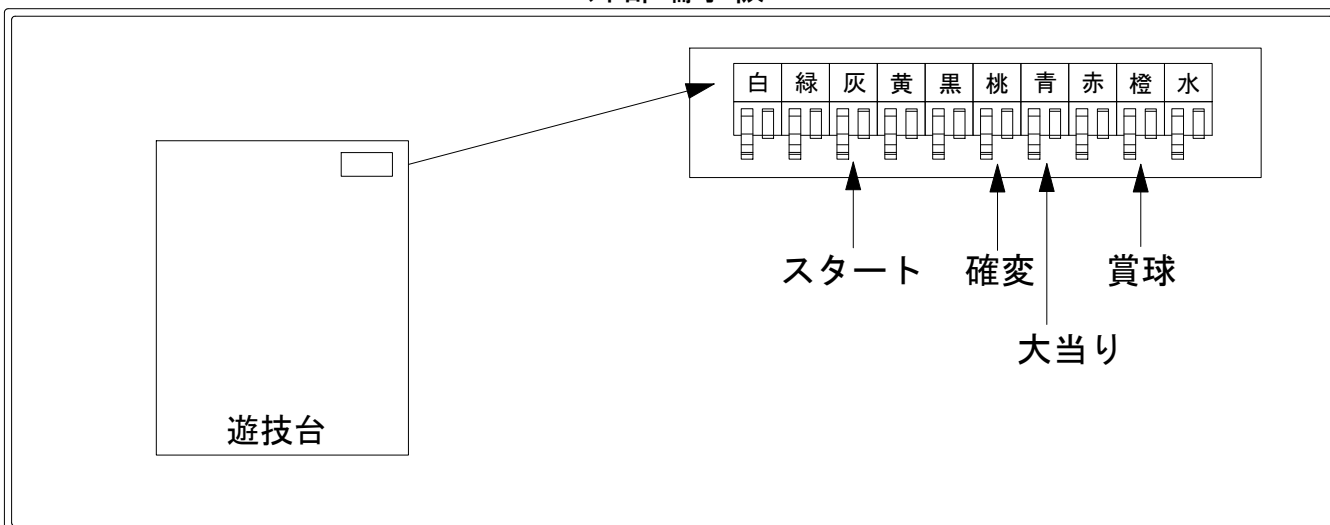 白 緑 灰 黄 黒 桃 青 赤 橙 水
スタート 確変 賞球
大当り
遊技台